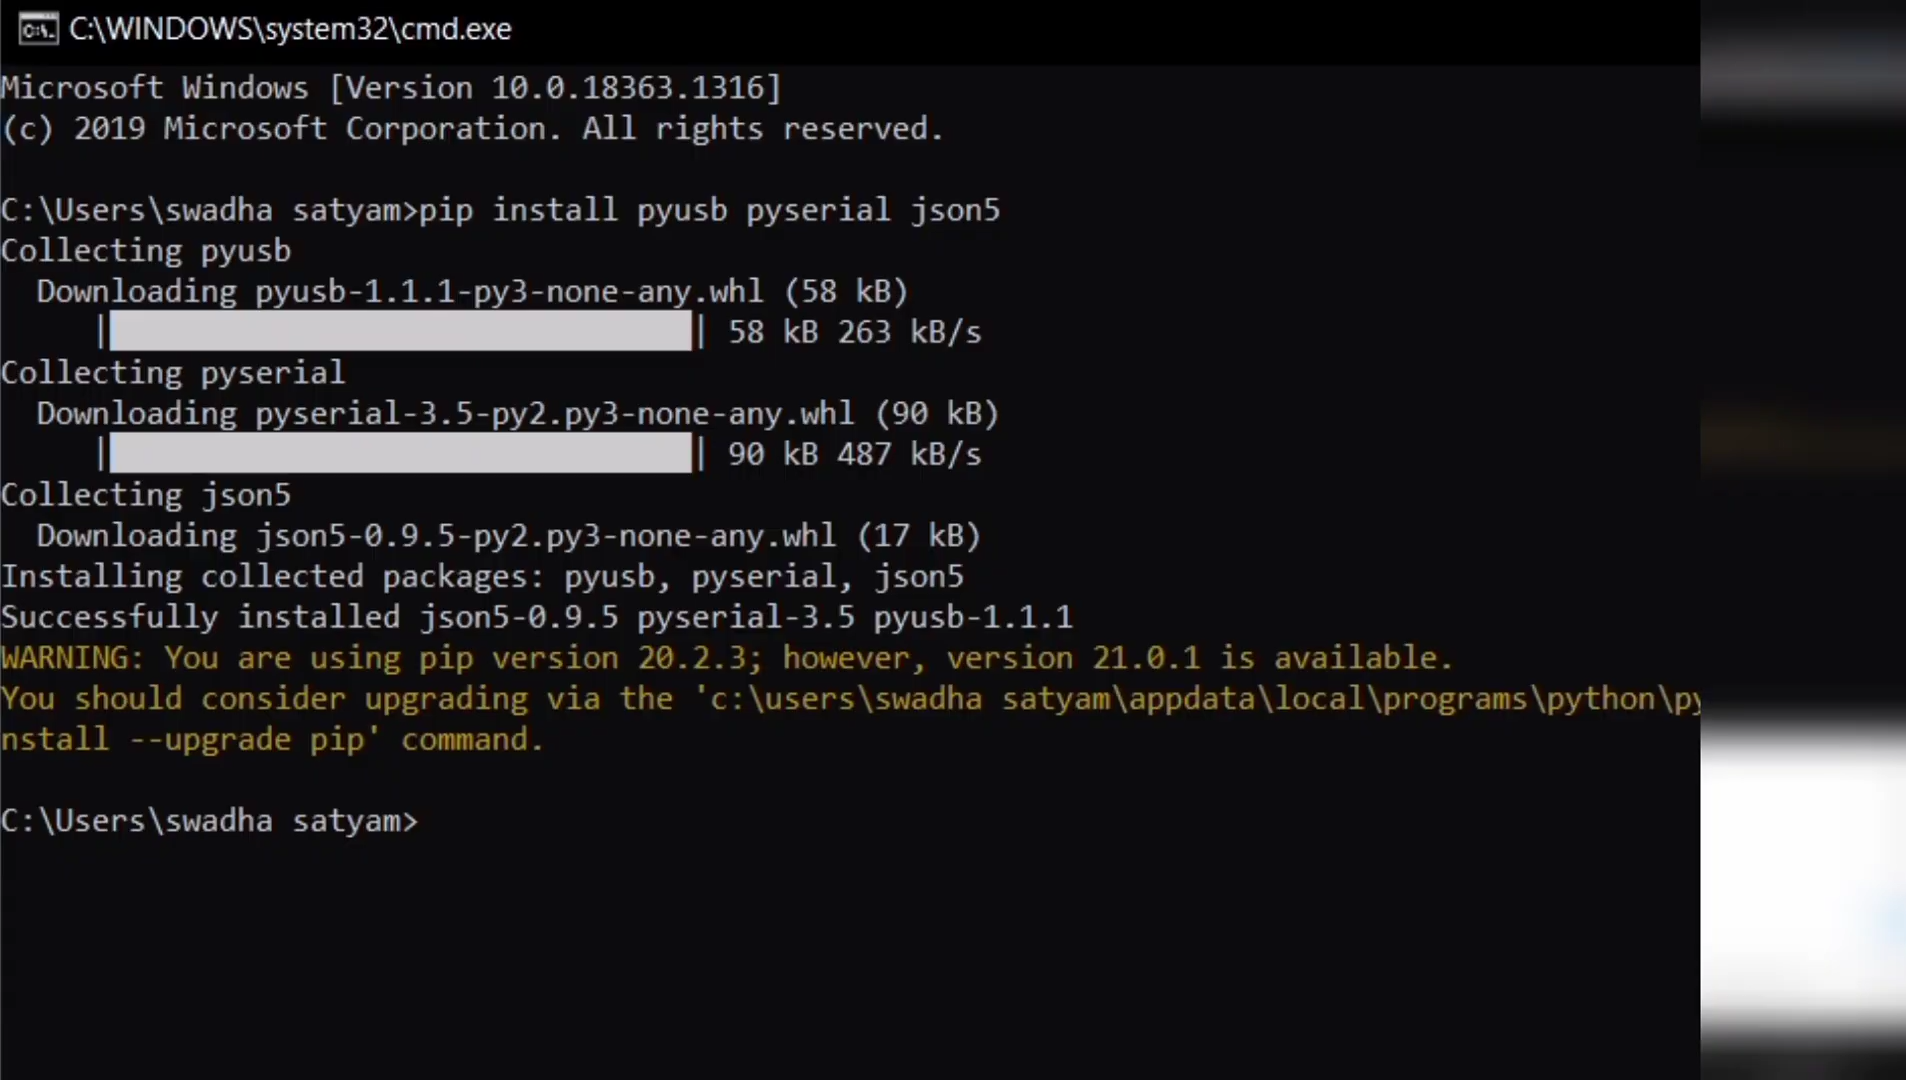 C:\WINDOWS\system32\cmd.exe
Microsoft Windows [Version 10.0.18363.1316]
(c) 2019 Microsoft Corporation. All rights reserved.
C:\Users\swadha satyam>pip install pyusb pyserial json5
Collecting pyusb
Downloading pyusb-1.1.1-py3-none-any.whl (58 kB)
|████████████████████████████████| 58 kB 263 kB/s
Collecting pyserial
Downloading pyserial-3.5-py2.py3-none-any.whl (90 kB)
|████████████████████████████████| 90 kB 487 kB/s
Collecting json5
Downloading json5-0.9.5-py2.py3-none-any.whl (17 kB)
Installing collected packages: pyusb, pyserial, json5
Successfully installed json5-0.9.5 pyserial-3.5 pyusb-1.1.1
WARNING: You are using pip version 20.2.3; however, version 21.0.1 is available.
You should consider upgrading via the 'c:\users\swadha satyam\appdata\local\programs\python\py
nstall --upgrade pip' command.
C:\Users\swadha satyam>